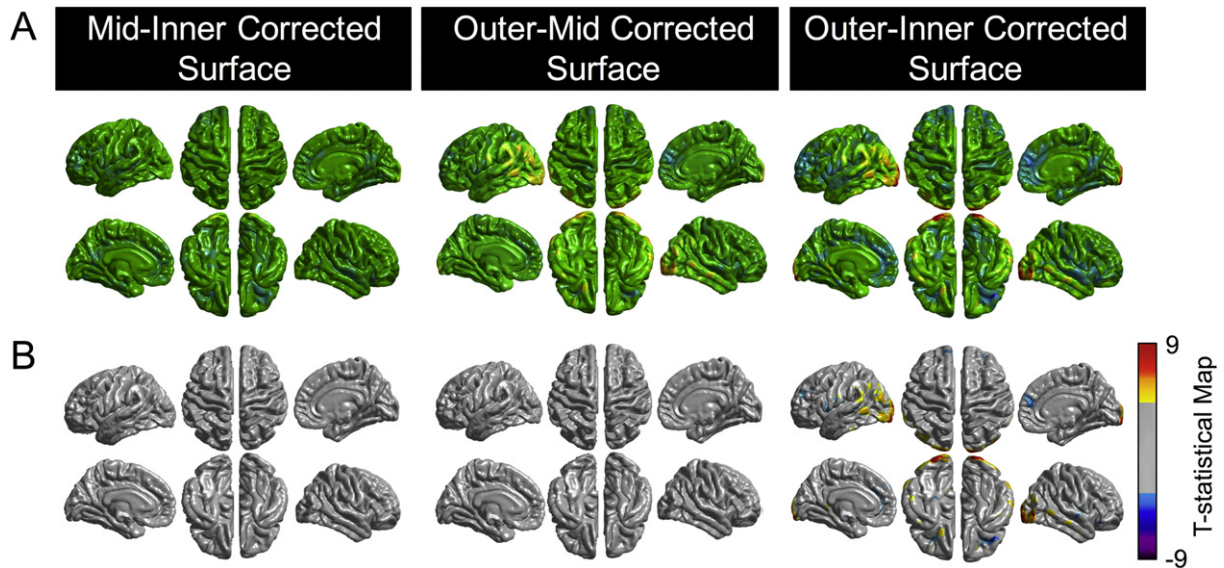 A
Mid-Inner Corrected
Surface
Outer-Mid Corrected
Surface
Outer-Inner Corrected
Surface
B
9
T-statistical Map
-9